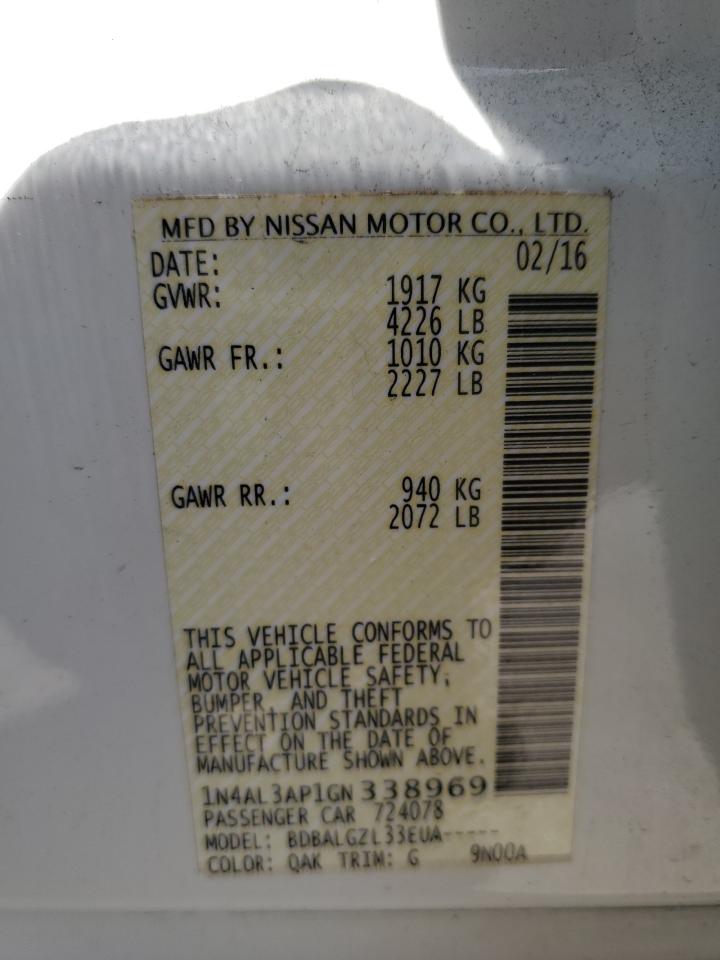 MFD BY NISSAN MOTOR CO., LTD.
DATE: 02/16
GVWR: 1917 KG
4226 LB
GAWR FR.: 1010 KG
2227 LB
GAWR RR.: 940 KG
2072 LB
THIS VEHICLE CONFORMS TO
ALL APPLICABLE FEDERAL
MOTOR VEHICLE SAFETY,
BUMPER, AND THEFT
PREVENTION STANDARDS IN
EFFECT ON THE DATE OF
MANUFACTURE SHOWN ABOVE.
1N4AL3AP1GN 338969
PASSENGER CAR 724078
MODEL: BDBALGZL33EUA-----
COLOR: QAK TRIM: G 9N00A